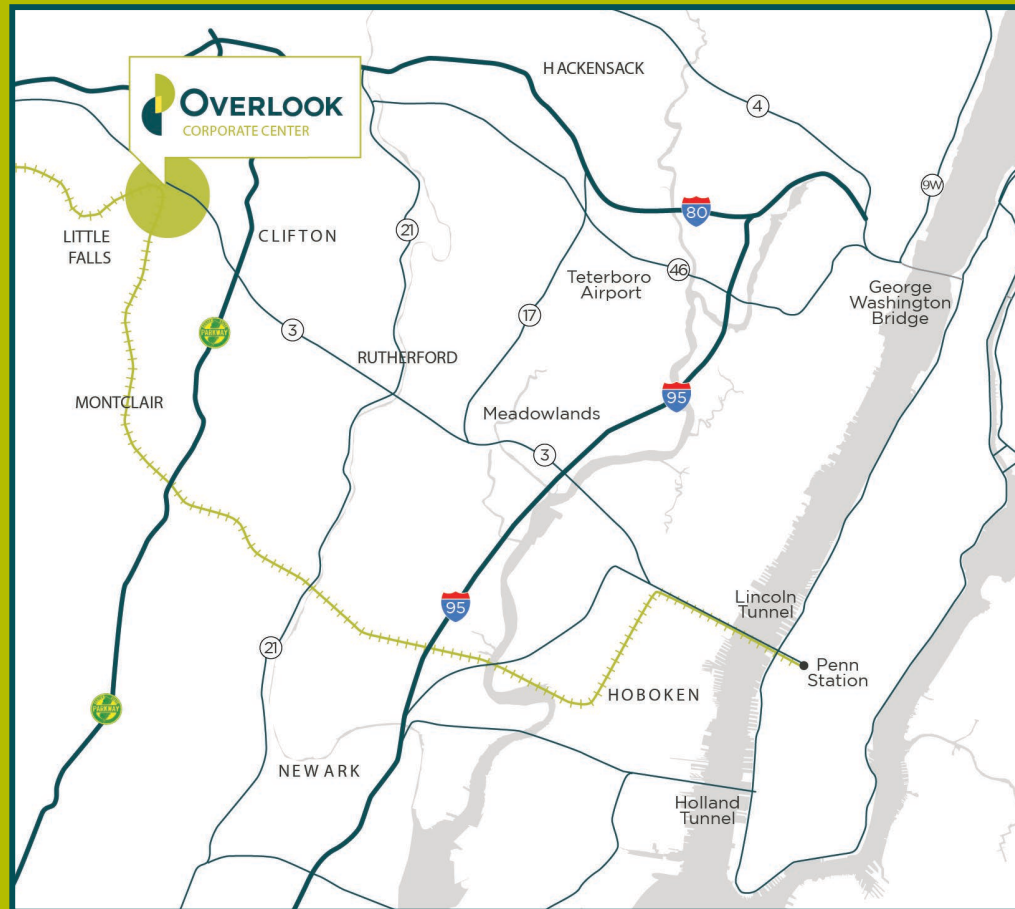 HACKENSACK
OVERLOOK
CORPORATE CENTER
4
9W
80
21
LITTLE
FALLS
CLIFTON
46
Teterboro
Airport
George
Washington
Bridge
17
3
PARKWAY
RUTHERFORD
95
MONTCLAIR
Meadowlands
3
95
Lincoln
Tunnel
21
Penn
Station
HOBOKEN
PARKWAY
NEWARK
Holland
Tunnel